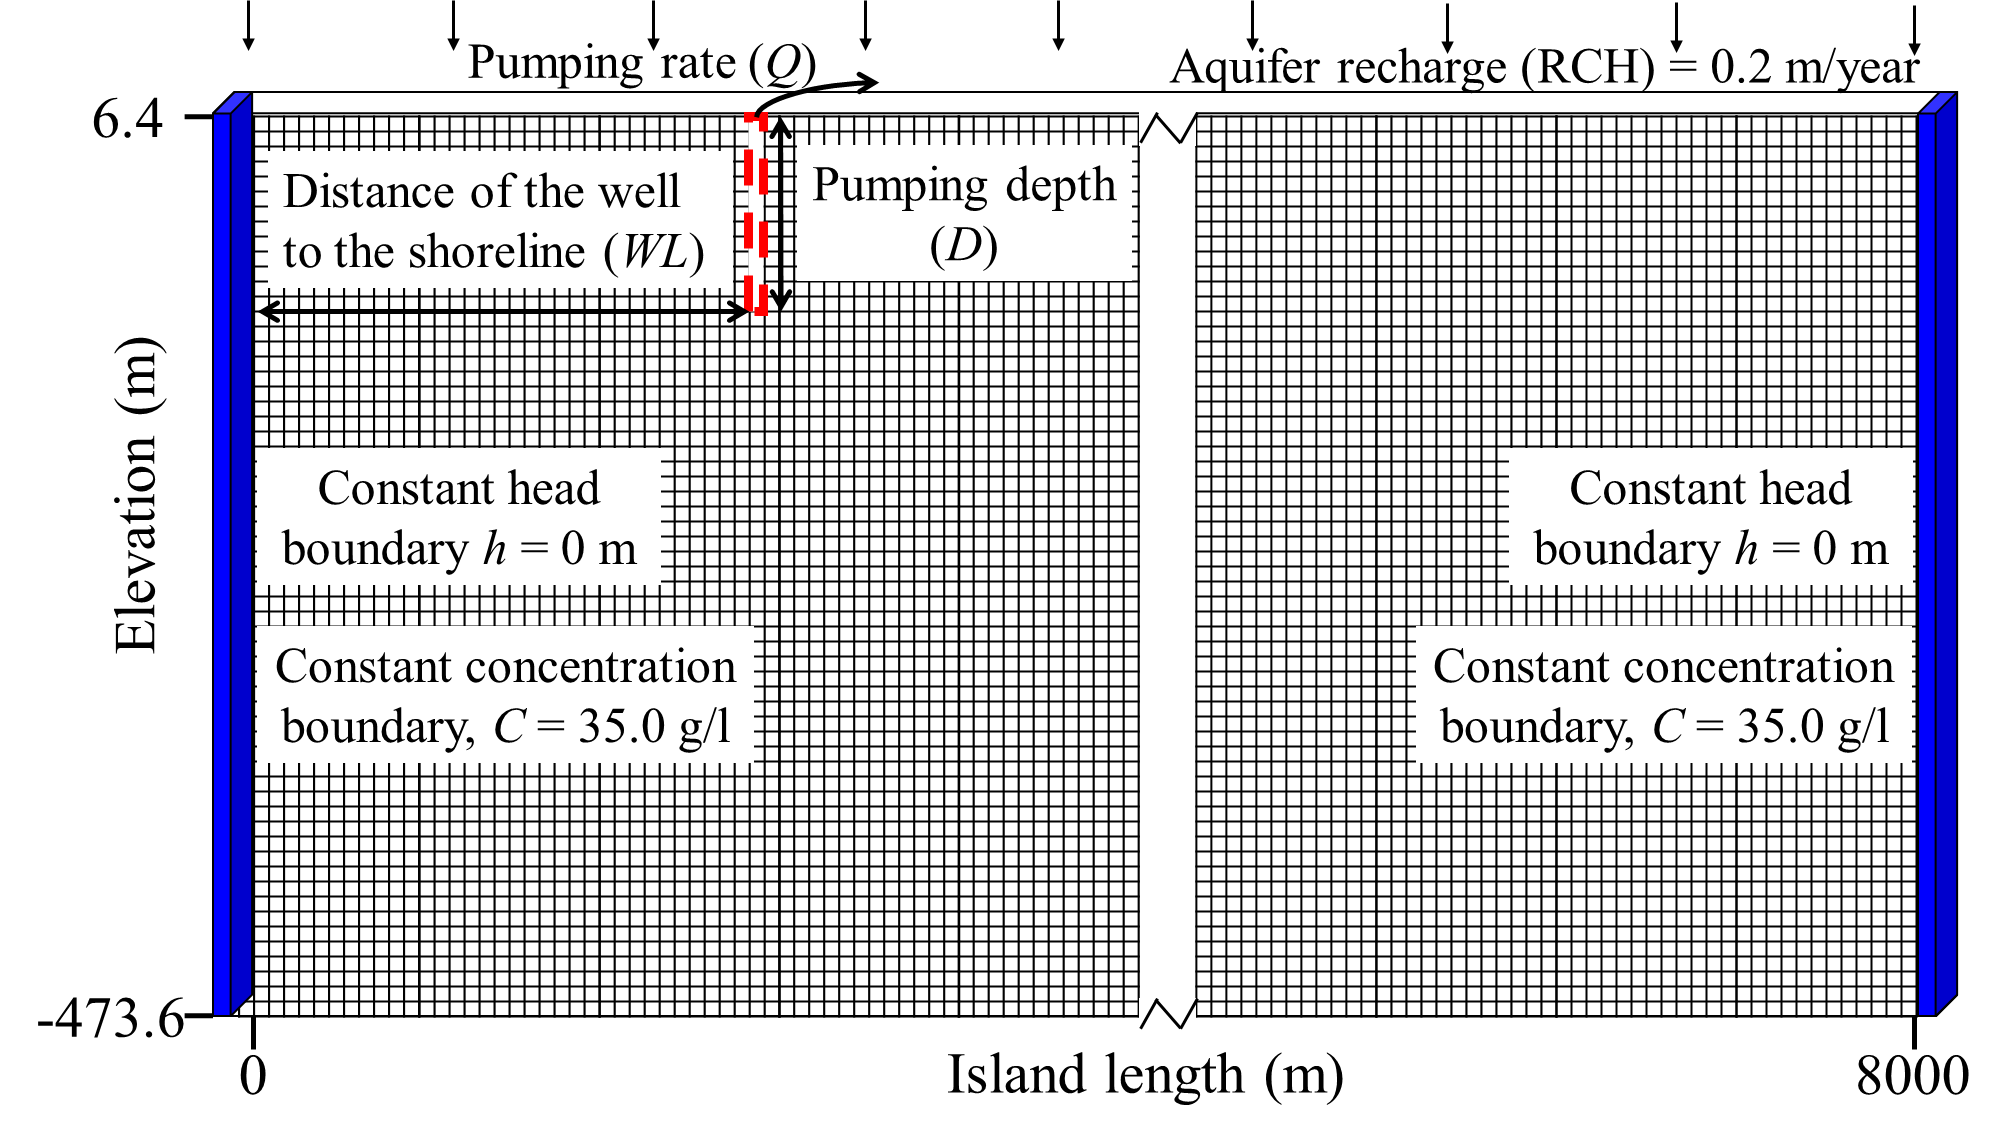 Pumping rate (Q)
Aquifer recharge (RCH) = 0.2 m/year
6.4
Distance of the well
to the shoreline (WL)
Pumping depth
(D)
Elevation (m)
Constant head
boundary h = 0 m
Constant head
boundary h = 0 m
Constant concentration
boundary, C = 35.0 g/l
Constant concentration
boundary, C = 35.0 g/l
-473.6
0
Island length (m)
8000